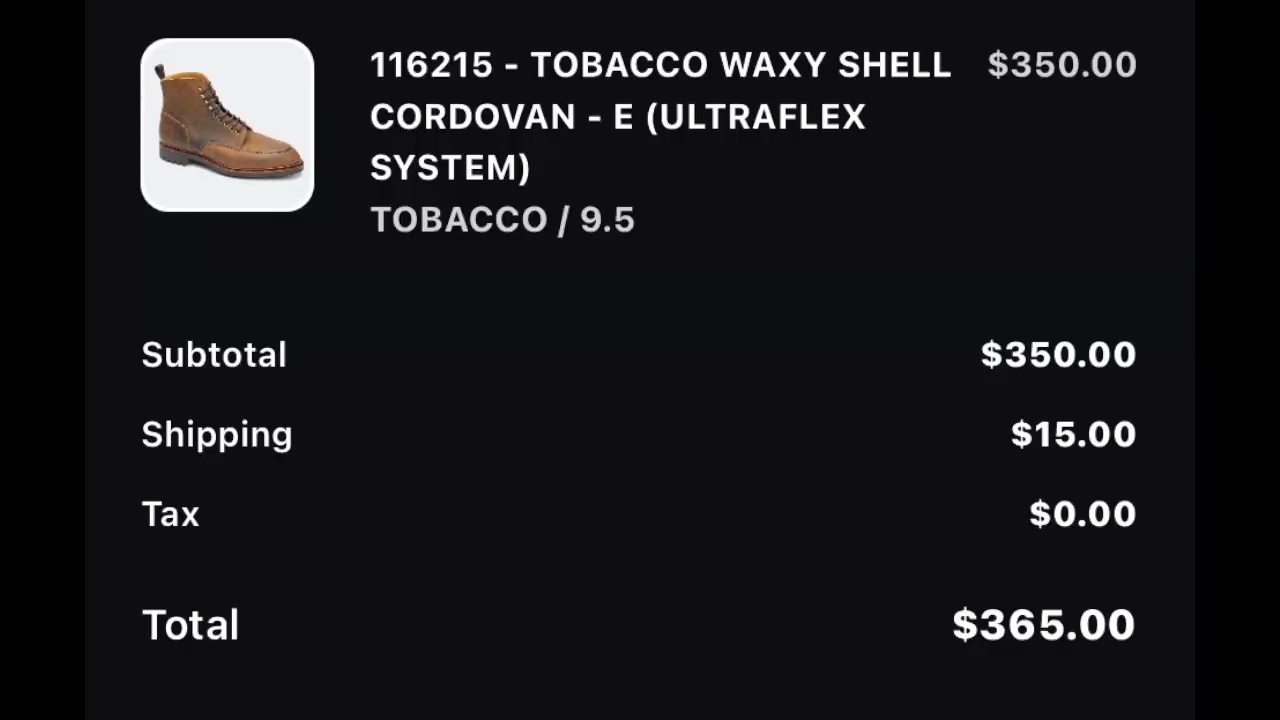 116215 - TOBACCO WAXY SHELL $350.00
CORDOVAN - E (ULTRAFLEX
SYSTEM)
TOBACCO / 9.5
Subtotal $350.00
Shipping $15.00
Tax $0.00
Total $365.00